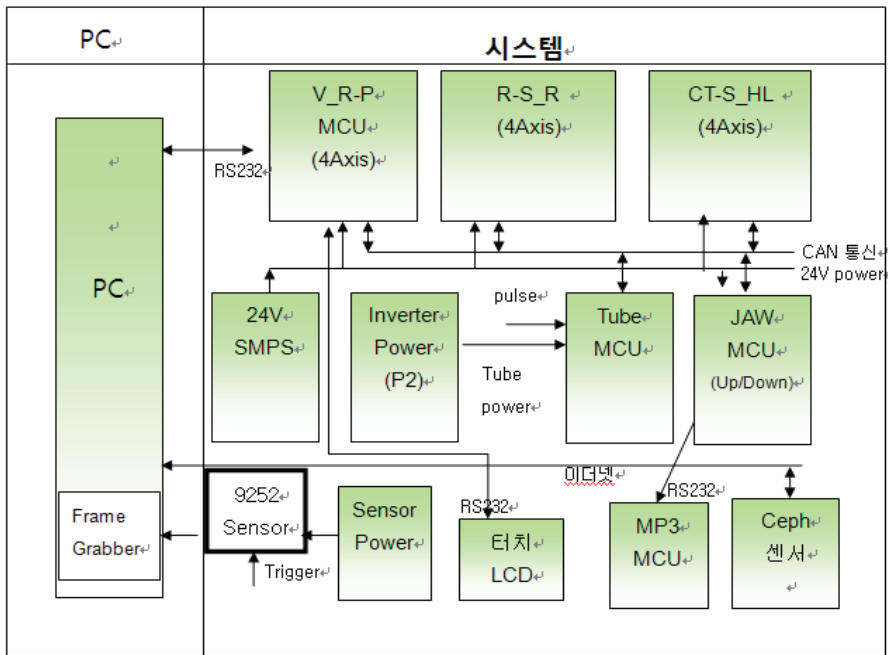 PC
시스템
V_R-P
MCU
(4Axis)
R-S_R
(4Axis)
CT-S_HL
(4Axis)
RS232
CAN 통신
24V power
PC
24V
SMPS
Inverter
Power
(P2)
pulse
Tube
power
Tube
MCU
JAW
MCU
(Up/Down)
이더넷
Frame
Grabber
9252
Sensor
Trigger
Sensor
Power
RS232
터치
LCD
RS232
MP3
MCU
Ceph
센서